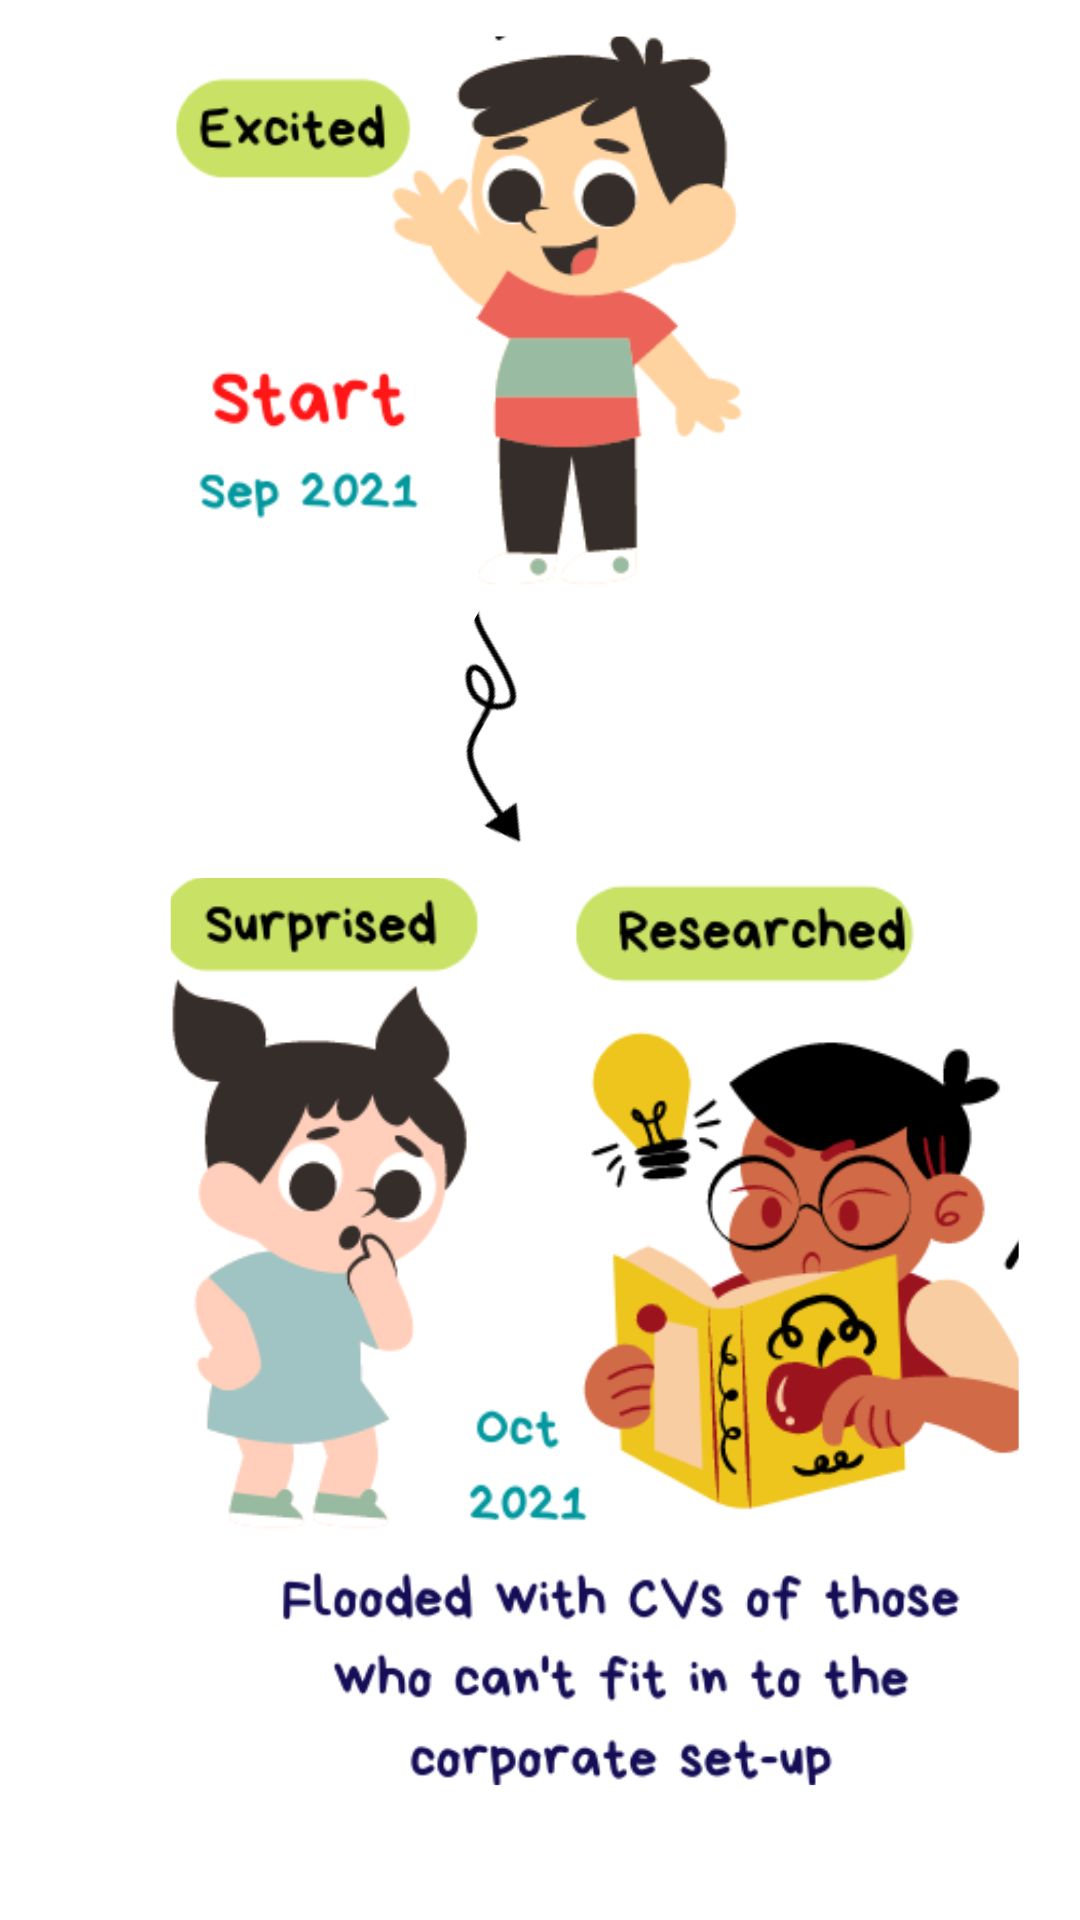 Excited
Start
Sep 2021
Surprised
Researched
Oct
2021
Flooded with CVs of those
who can't fit in to the
corporate set-up